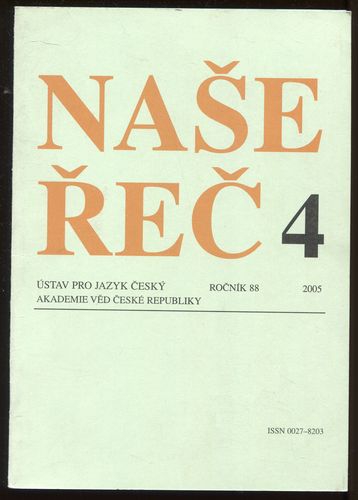 NAŠE
ŘEČ 4
ÚSTAV PRO JAZYK ČESKÝ ROČNÍK 88 2005
AKADEMIE VĚD ČESKÉ REPUBLIKY
ISSN 0027–8203